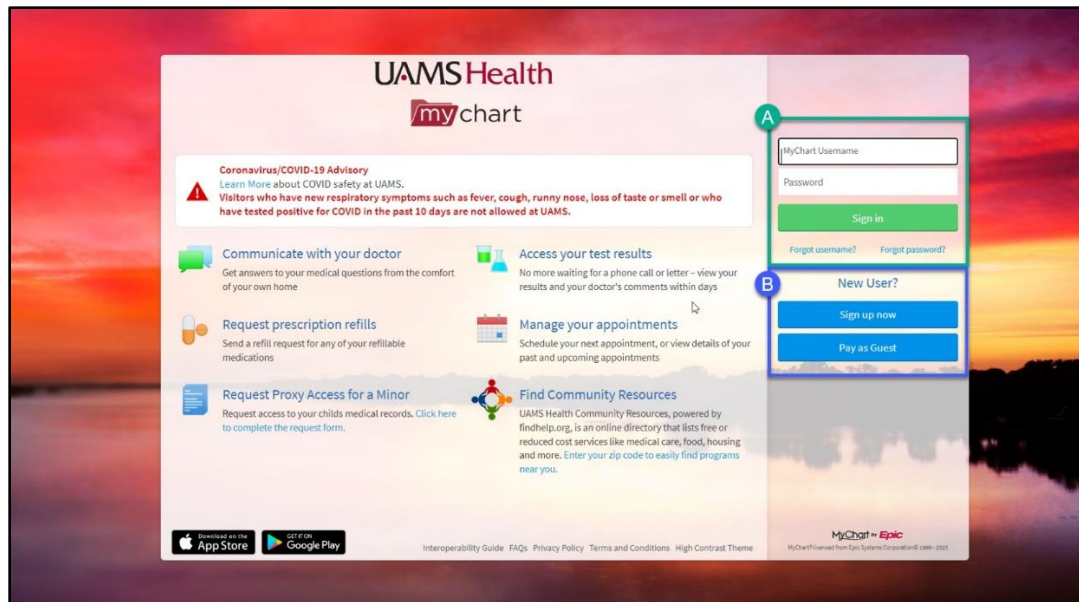 UAMS Health
my chart
Coronavirus/COVID-19 Advisory
Learn More about COVID safety at UAMS.
Visitors who have new respiratory symptoms such as fever, cough, runny nose, loss of taste or smell or who
have tested positive for COVID in the past 10 days are not allowed at UAMS.
Communicate with your doctor
Get answers to your medical questions from the comfort
of your own home
Access your test results
No more waiting for a phone call or letter – view your
results and your doctor's comments within days
Request prescription refills
Send a refill request for any of your refillable
medications
Manage your appointments
Schedule your next appointment, or view details of your
past and upcoming appointments
Request Proxy Access for a Minor
Request access to your childs medical records. Click here
to complete the request form.
Find Community Resources
UAMS Health Community Resources, powered by
findhelp.org, is an online directory that lists free or
reduced cost services like medical care, food, housing
and more. Enter your zip code to easily find programs
near you.
A
MyChart Username
Password
Sign in
Forgot username? Forgot password?
B
New User?
Sign up now
Pay as Guest
Download on the
App Store
GET IT ON
Google Play
Interoperability Guide FAQs Privacy Policy Terms and Conditions High Contrast Theme
MyChart by Epic
MyChart® licensed from Epic Systems Corporation© 1999 - 2023